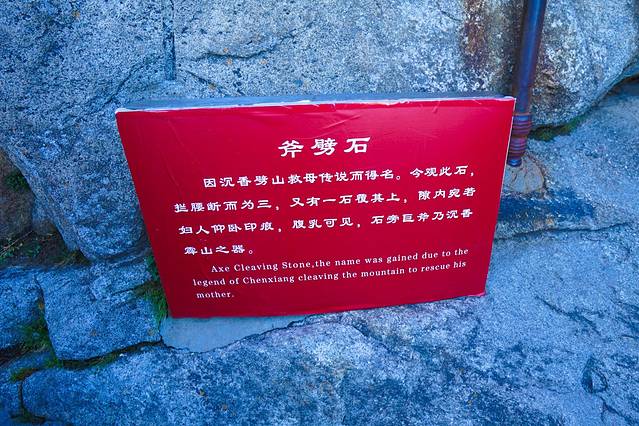 斧劈石
因沉香劈山救母传说而得名。今观此石，
拦腰断而为三，又有一石覆其上，隙内宛若
妇人仰卧印痕，腹乳可见，石旁巨斧乃沉香
霹山之器。
Axe Cleaving Stone,the name was gained due to the
legend of Chenxiang cleaving the mountain to rescue his
mother.